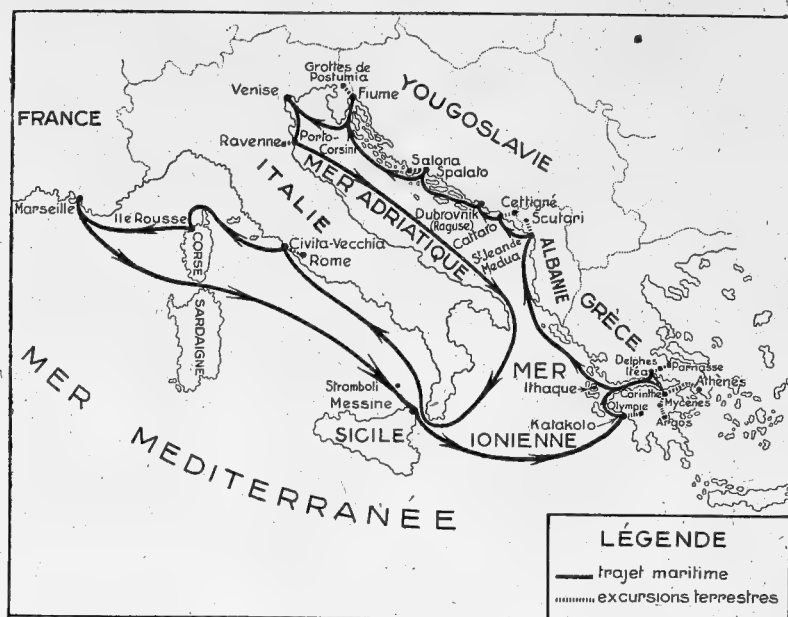 Grottes de
Postumia
Fiume
Venise
YOUGOSLAVIE
FRANCE
Ravenne
Porto-
Corsini
Salona
Spalato
ITALIE
MER ADRIATIQUE
Cettigné
Scutari
Dubrovnik
(Raguse)
Cattaro
St Jean de
Medua
Marseille
Ile Rousse
CORSE
Civita-Vecchia
Rome
ALBANIE
SARDAIGNE
GRÈCE
MER
IONIENNE
Delphes
Parnasse
Itéa
Ithaque
Athènes
Corinthe
Mycènes
Olympie
Argos
Katakolo
Stromboli
Messine
SICILE
MER MEDITERRANÉE
LÉGENDE
trajet maritime
excursions terrestres